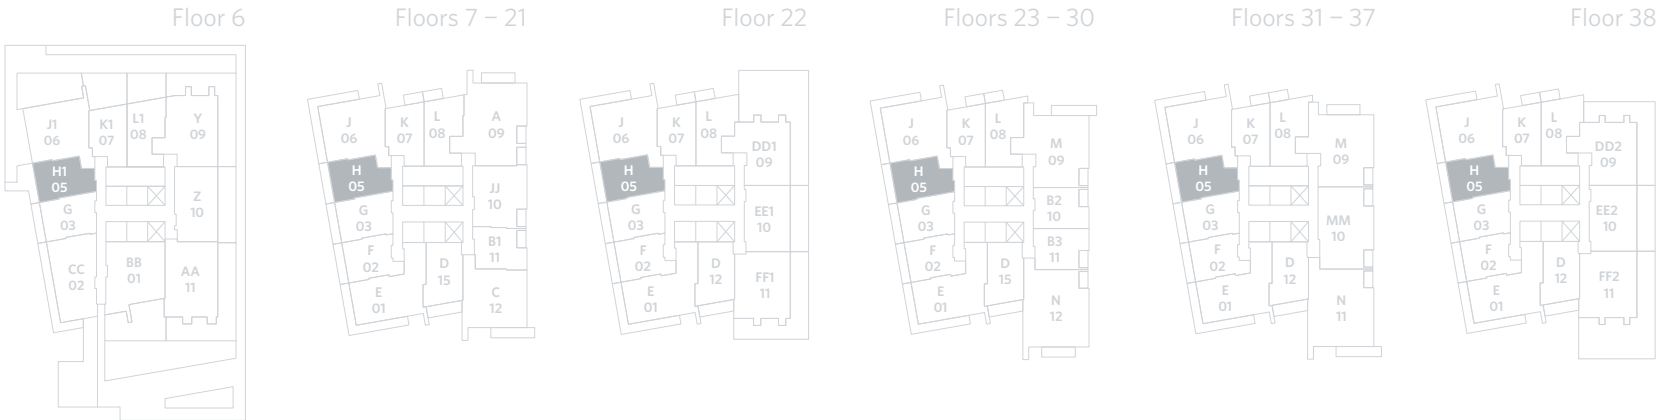 Floor 6
J1
06
K1
07
L1
08
Y
09
H1
05
G
03
Z
10
CC
02
BB
01
AA
11
Floors 7 – 21
J
06
K
07
L
08
A
09
H
05
G
03
JJ
10
F
02
B1
11
E
01
D
15
C
12
Floor 22
J
06
K
07
L
08
DD1
09
H
05
G
03
EE1
10
F
02
E
01
D
12
FF1
11
Floors 23 – 30
J
06
K
07
L
08
M
09
H
05
G
03
B2
10
F
02
B3
11
E
01
D
15
N
12
Floors 31 – 37
J
06
K
07
L
08
M
09
H
05
G
03
MM
10
F
02
E
01
D
12
N
11
Floor 38
J
06
K
07
L
08
DD2
09
H
05
G
03
EE2
10
F
02
E
01
D
12
FF2
11